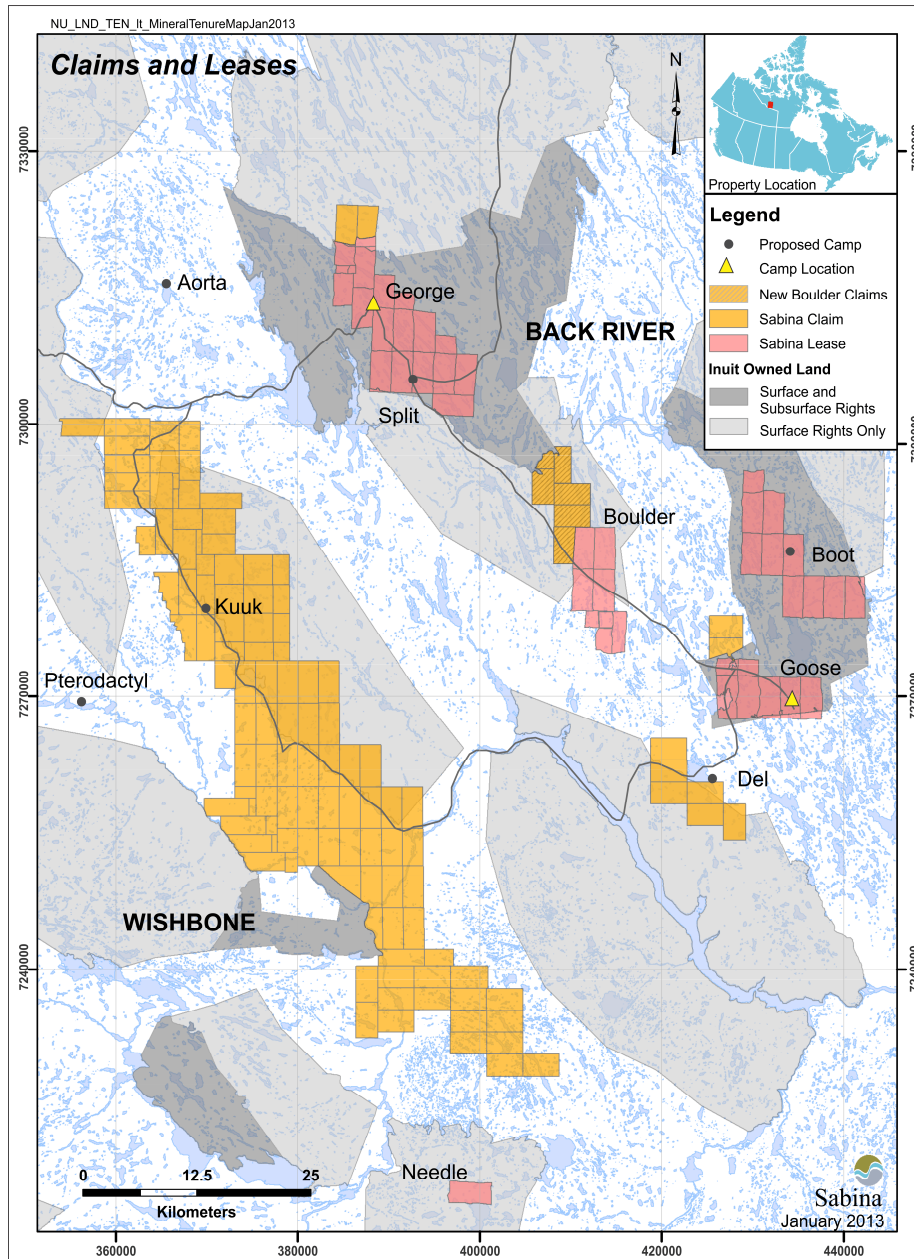 NU_LND_TEN_lt_MineralTenureMapJan2013
Claims and Leases
N
Property Location
Legend
Proposed Camp
Camp Location
New Boulder Claims
Sabina Claim
Sabina Lease
Inuit Owned Land
Surface and
Subsurface Rights
Surface Rights Only
7330000
Aorta
George
BACK RIVER
7300000
Split
Boulder
Boot
Kuuk
Goose
Pterodactyl
7270000
7270000
Del
WISHBONE
7240000
7240000
Needle
0 12.5 25
Kilometers
Sabina
January 2013
360000 380000 400000 420000 440000